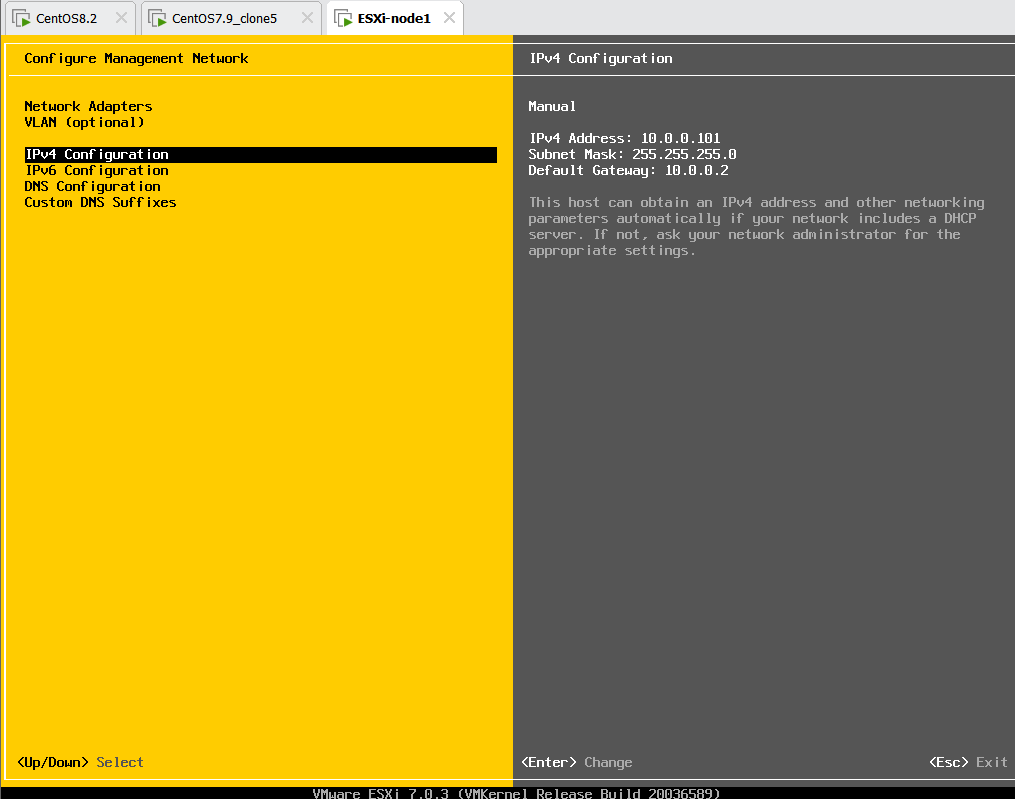 CentOS8.2
CentOS7.9_clone5
ESXi-node1
Configure Management Network
Network Adapters
VLAN (optional)
IPv4 Configuration
IPv6 Configuration
DNS Configuration
Custom DNS Suffixes
<Up/Down> Select
IPv4 Configuration
Manual
IPv4 Address: 10.0.0.101
Subnet Mask: 255.255.255.0
Default Gateway: 10.0.0.2
This host can obtain an IPv4 address and other networking
parameters automatically if your network includes a DHCP
server. If not, ask your network administrator for the
appropriate settings.
<Enter> Change
<Esc> Exit
VMware ESXi 7.0.3 (VMKernel Release Build 20036589)